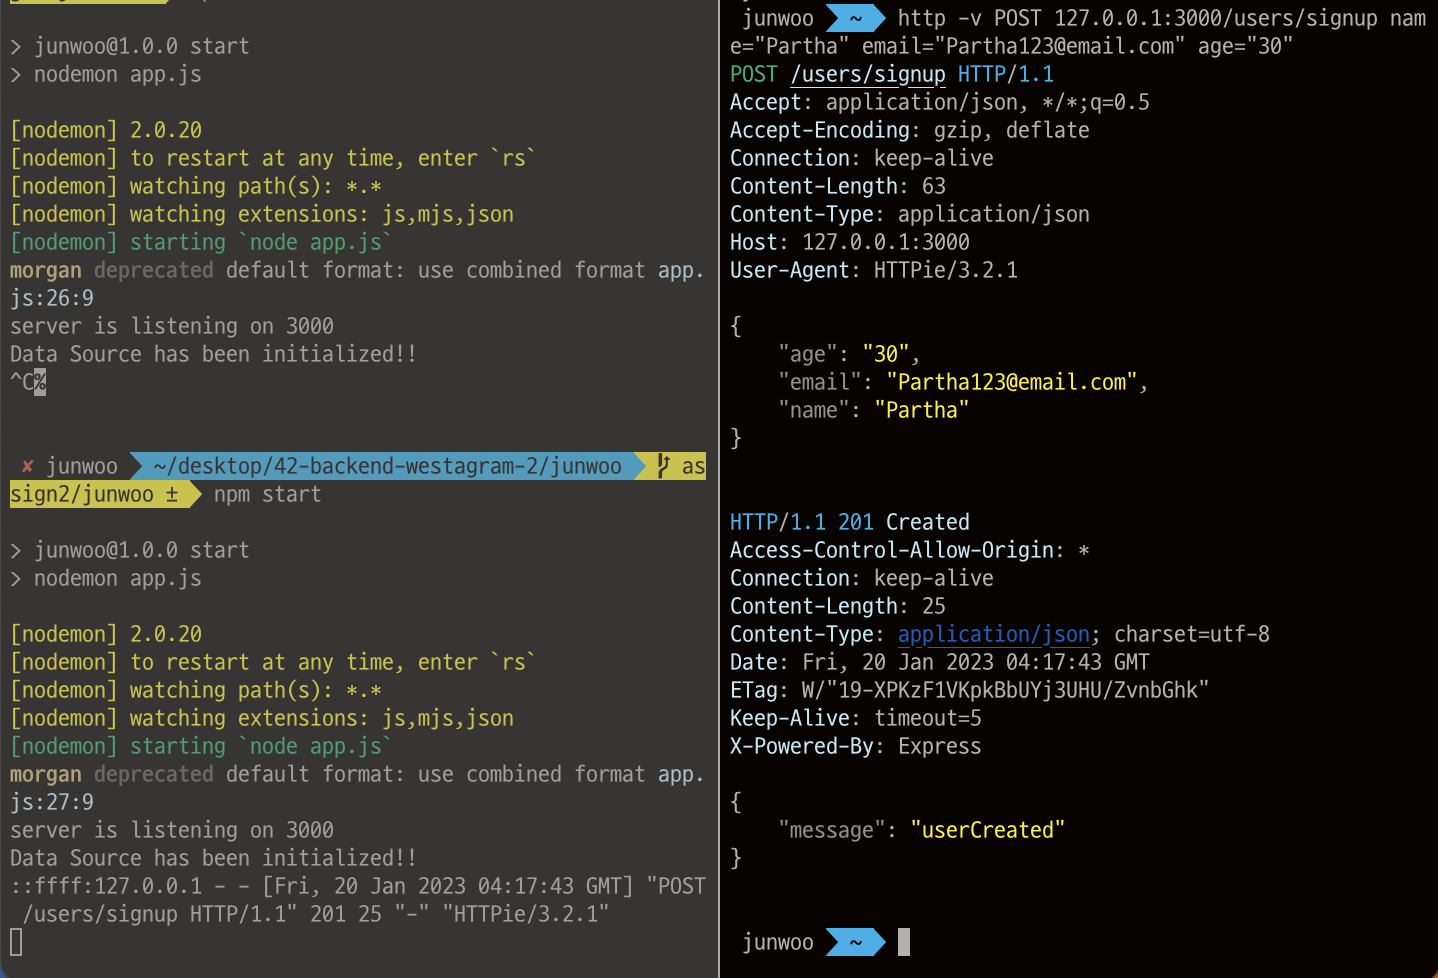 > junwoo@1.0.0 start
> nodemon app.js
[nodemon] 2.0.20
[nodemon] to restart at any time, enter `rs`
[nodemon] watching path(s): *.*
[nodemon] watching extensions: js,mjs,json
[nodemon] starting `node app.js`
morgan deprecated default format: use combined format app.
js:26:9
server is listening on 3000
Data Source has been initialized!!
^C%
✘ junwoo ~/desktop/42-backend-westagram-2/junwoo as
sign2/junwoo ± npm start
> junwoo@1.0.0 start
> nodemon app.js
[nodemon] 2.0.20
[nodemon] to restart at any time, enter `rs`
[nodemon] watching path(s): *.*
[nodemon] watching extensions: js,mjs,json
[nodemon] starting `node app.js`
morgan deprecated default format: use combined format app.
js:27:9
server is listening on 3000
Data Source has been initialized!!
::ffff:127.0.0.1 - - [Fri, 20 Jan 2023 04:17:43 GMT] "POST
/users/signup HTTP/1.1" 201 25 "-" "HTTPie/3.2.1"
junwoo ~ http -v POST 127.0.0.1:3000/users/signup nam
e="Partha" email="Partha123@email.com" age="30"
POST /users/signup HTTP/1.1
Accept: application/json, */*;q=0.5
Accept-Encoding: gzip, deflate
Connection: keep-alive
Content-Length: 63
Content-Type: application/json
Host: 127.0.0.1:3000
User-Agent: HTTPie/3.2.1
{
"age": "30",
"email": "Partha123@email.com",
"name": "Partha"
}
HTTP/1.1 201 Created
Access-Control-Allow-Origin: *
Connection: keep-alive
Content-Length: 25
Content-Type: application/json; charset=utf-8
Date: Fri, 20 Jan 2023 04:17:43 GMT
ETag: W/"19-XPKzF1VKpkBbUYj3UHU/ZvnbGhk"
Keep-Alive: timeout=5
X-Powered-By: Express
{
"message": "userCreated"
}
junwoo ~